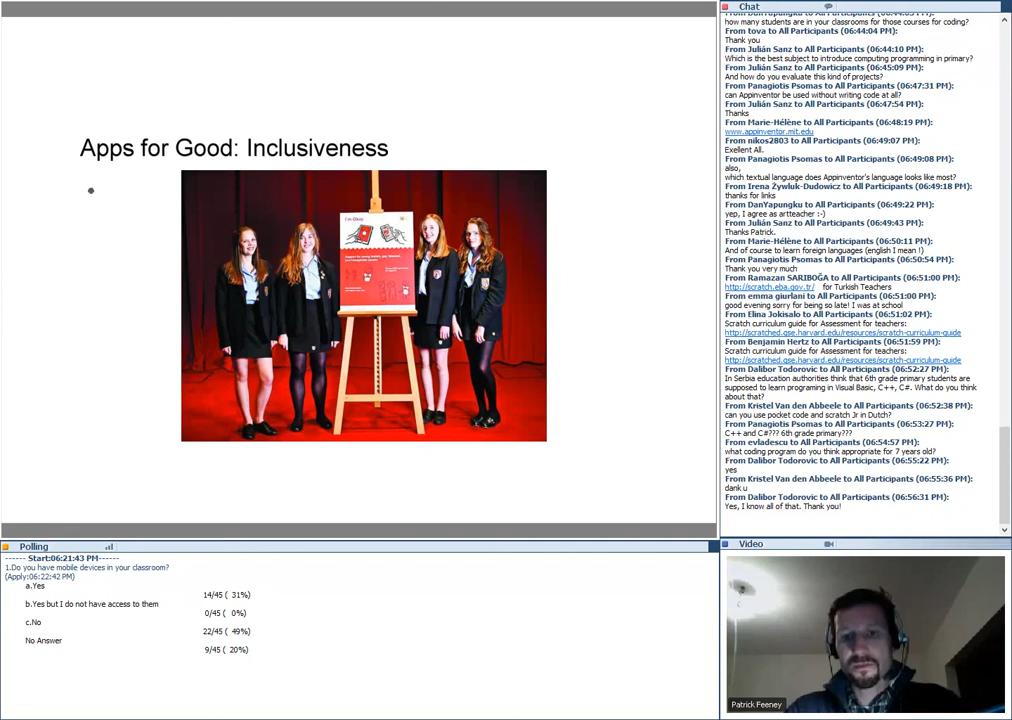 Apps for Good: Inclusiveness
I'm Okay
Chat
how many students are in your classrooms for those courses for coding?
From tova to All Participants (06:44:04 PM):
Thank you
From Julián Sanz to All Participants (06:44:10 PM):
Which is the best subject to introduce computing programming in primary?
From Julián Sanz to All Participants (06:45:09 PM):
And how do you evaluate this kind of projects?
From Panagiotis Psomas to All Participants (06:47:31 PM):
can Appinventor be used without writing code at all?
From Julián Sanz to All Participants (06:47:54 PM):
Thanks
From Marie-Hélène to All Participants (06:48:19 PM):
www.appinventor.mit.edu
From nikos2803 to All Participants (06:49:07 PM):
Exellent All.
From Panagiotis Psomas to All Participants (06:49:08 PM):
also,
which textual language does Appinventor's language looks like most?
From Irena Żywluk-Dudowicz to All Participants (06:49:18 PM):
thanks for links
From DanYapungku to All Participants (06:49:22 PM):
yep, I agree as artteacher :-)
From Julián Sanz to All Participants (06:49:43 PM):
Thanks Patrick.
From Marie-Hélène to All Participants (06:50:11 PM):
And of course to learn foreign languages (english I mean !)
From Panagiotis Psomas to All Participants (06:50:54 PM):
Thank you very much
From Ramazan SARIBOĞA to All Participants (06:51:00 PM):
http://scratch.eba.gov.tr/ for Turkish Teachers
From emma giurlani to All Participants (06:51:00 PM):
good evening sorry for being so late! I was at school
From Elina Jokisalo to All Participants (06:51:02 PM):
Scratch curriculum guide for Assessment for teachers:
http://scratched.gse.harvard.edu/resources/scratch-curriculum-guide
From Benjamin Hertz to All Participants (06:51:59 PM):
Scratch curriculum guide for Assessment for teachers:
http://scratched.gse.harvard.edu/resources/scratch-curriculum-guide
From Dalibor Todorovic to All Participants (06:52:27 PM):
In Serbia education authorities think that 6th grade primary students are
supposed to learn programing in Visual Basic, C++, C#. What do you think
about that?
From Kristel Van den Abbeele to All Participants (06:52:38 PM):
can you use pocket code and scratch Jr in Dutch?
From Panagiotis Psomas to All Participants (06:53:27 PM):
C++ and C#??? 6th grade primary???
From evladescu to All Participants (06:54:57 PM):
what coding program do you think appropriate for 7 years old?
From Dalibor Todorovic to All Participants (06:55:22 PM):
yes
From Kristel Van den Abbeele to All Participants (06:55:36 PM):
dank u
From Dalibor Todorovic to All Participants (06:56:31 PM):
Yes, I know all of that. Thank you!
Polling
------ Start:06:21:43 PM------
1.Do you have mobile devices in your classroom?
(Apply:06:22:42 PM)
a.Yes
14/45 ( 31%)
b.Yes but I do not have access to them
0/45 ( 0%)
c.No
22/45 ( 49%)
No Answer
9/45 ( 20%)
Video
Patrick Feeney